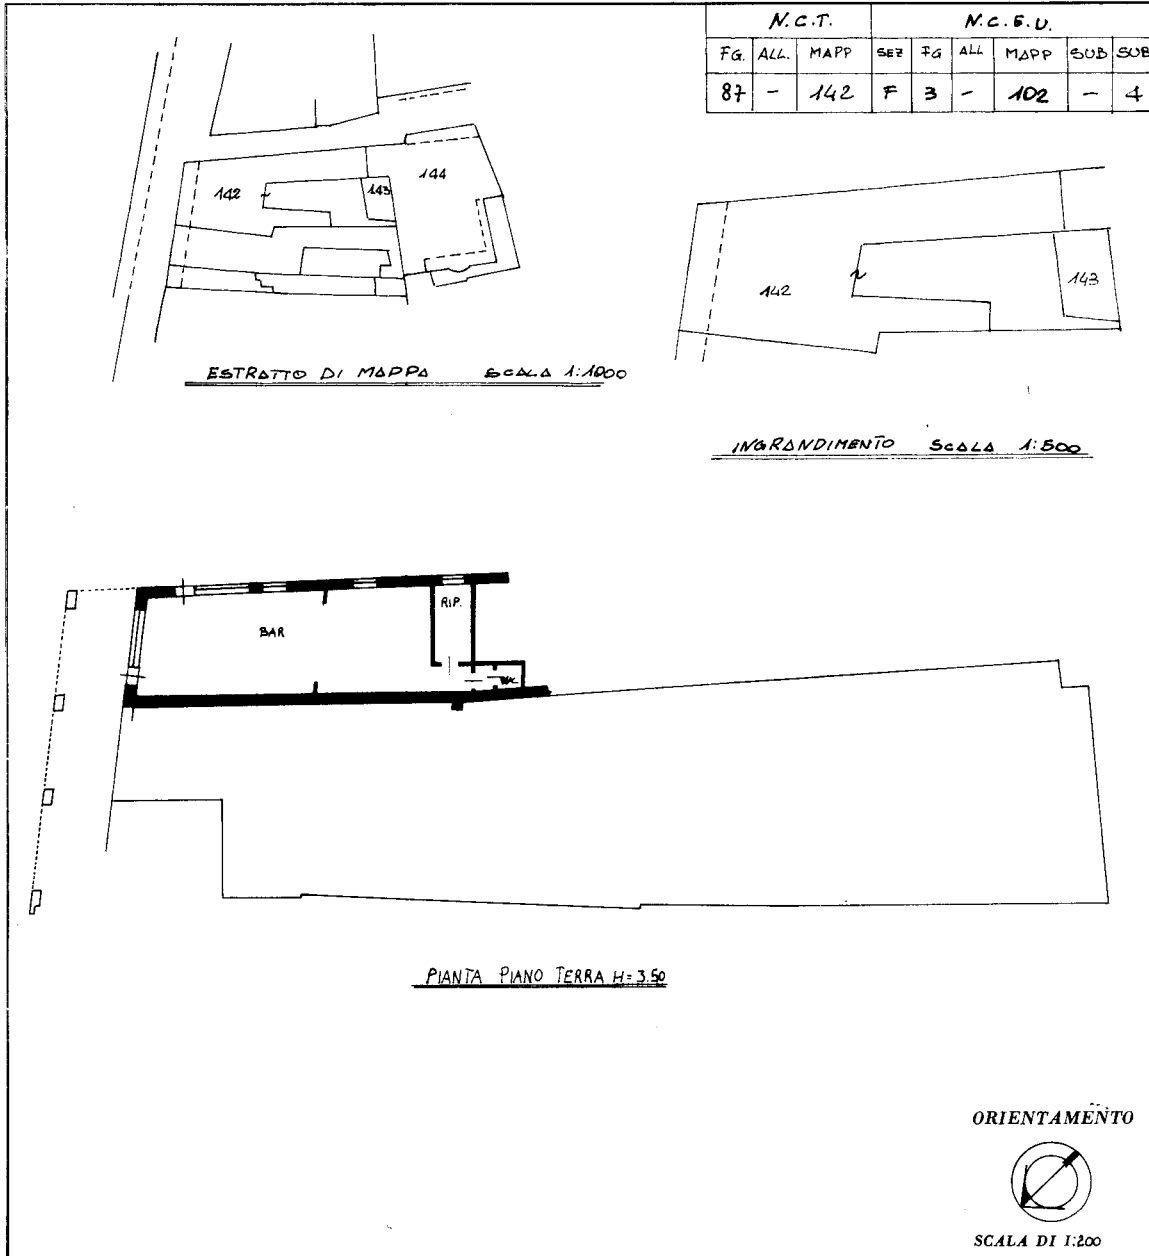 N.C.T. N.C.E.U.
FG. ALL. MAPP SEZ FG ALL MAPP SUB SUB
87 - 142 F 3 - 102 - 4
144
142 143
ESTRATTO DI MAPPA SCALA 1:1000
142 143
INGRANDIMENTO SCALA 1:500
RIP.
BAR
PIANTA PIANO TERRA H=3.50
ORIENTAMENTO
SCALA DI 1:200